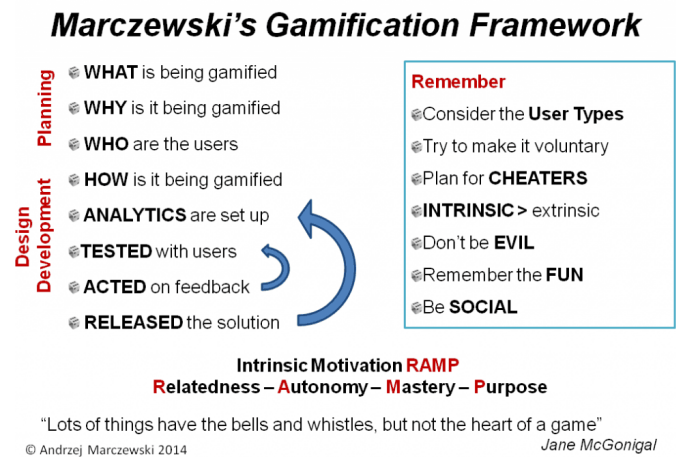 Marczewski's Gamification Framework
Planning
WHAT is being gamified
WHY is it being gamified
WHO are the users
Design
Development
HOW is it being gamified
ANALYTICS are set up
TESTED with users
ACTED on feedback
RELEASED the solution
Remember
Consider the User Types
Try to make it voluntary
Plan for CHEATERS
INTRINSIC > extrinsic
Don't be EVIL
Remember the FUN
Be SOCIAL
Intrinsic Motivation RAMP
Relatedness – Autonomy – Mastery – Purpose
“Lots of things have the bells and whistles, but not the heart of a game”
Jane McGonigal
© Andrzej Marczewski 2014